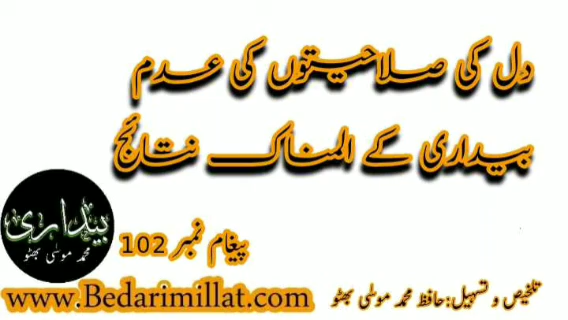 دل کی صلاحیتوں کی عدم
بیداری کے المناک نتائج
پیغام نمبر 102
بیداری
محمد موسیٰ بھٹو
www.Bedarimillat.com
تلخیص و تسہیل:حافظ محمد موسیٰ بھٹو